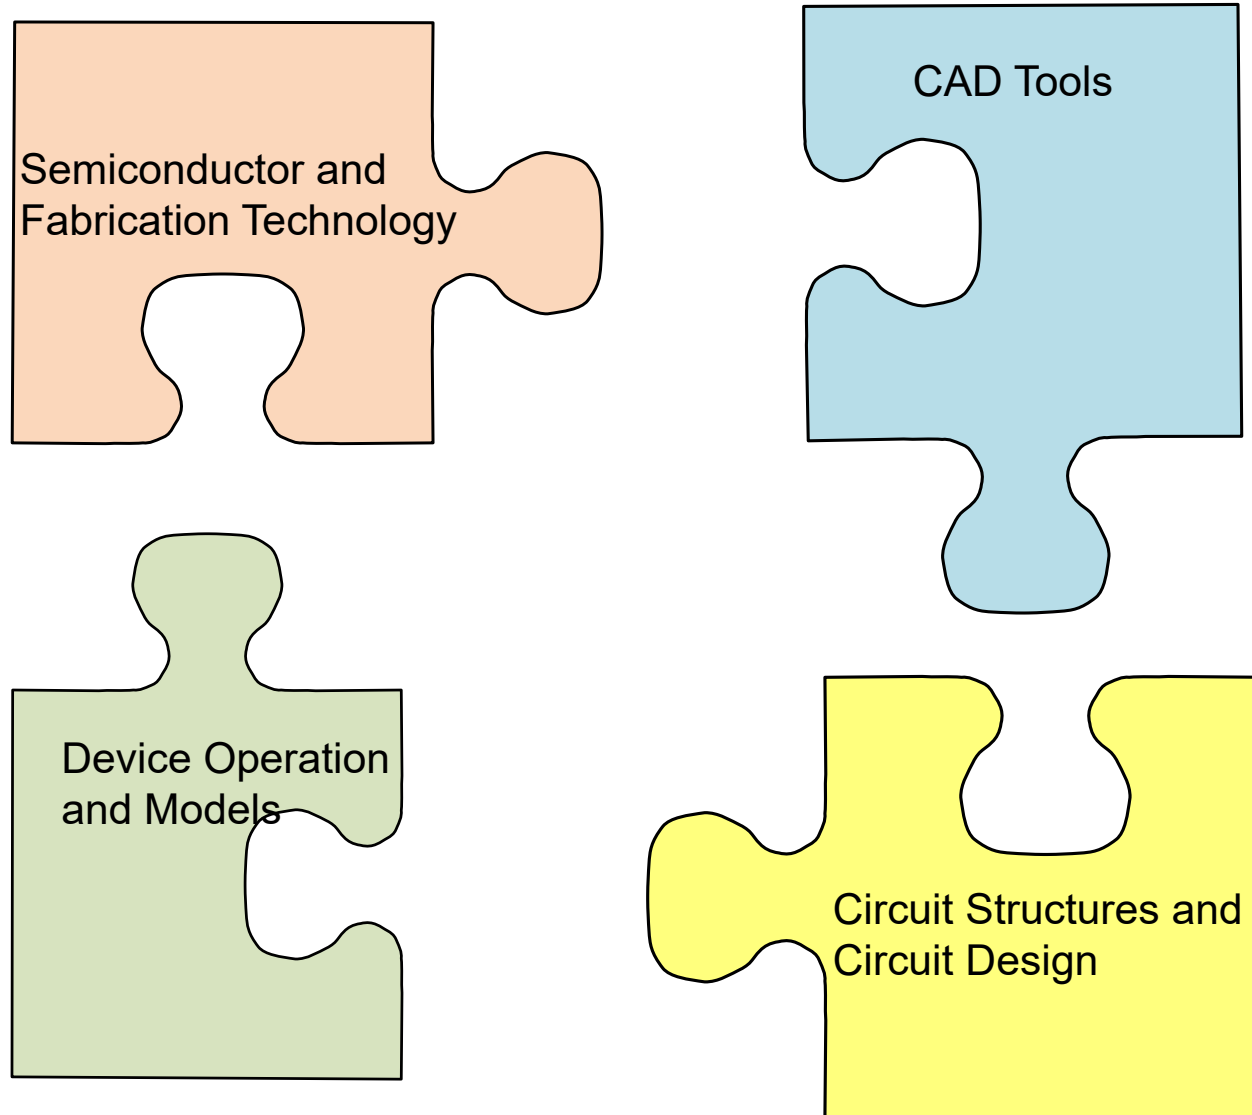 Semiconductor and
Fabrication Technology
CAD Tools
Device Operation
and Models
Circuit Structures and
Circuit Design